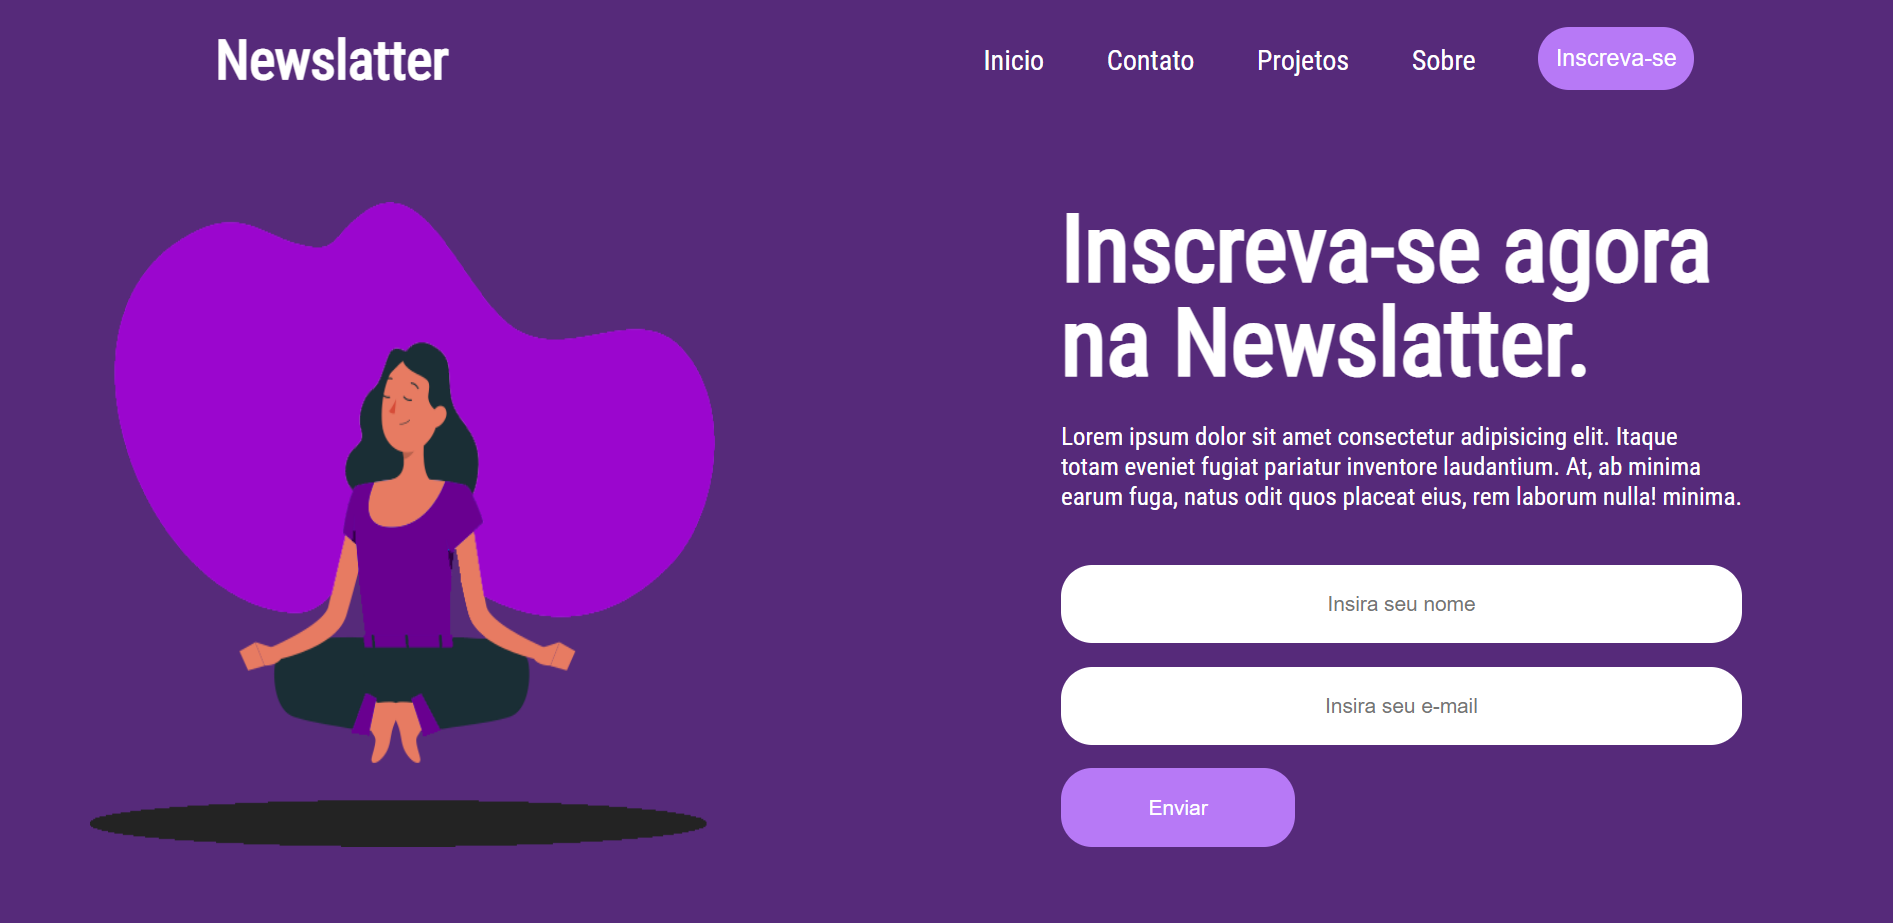 Newslatter
Inicio Contato Projetos Sobre Inscreva-se
Inscreva-se agora
na Newslatter.
Lorem ipsum dolor sit amet consectetur adipisicing elit. Itaque
totam eveniet fugiat pariatur inventore laudantium. At, ab minima
earum fuga, natus odit quos placeat eius, rem laborum nulla! minima.
Insira seu nome
Insira seu e-mail
Enviar